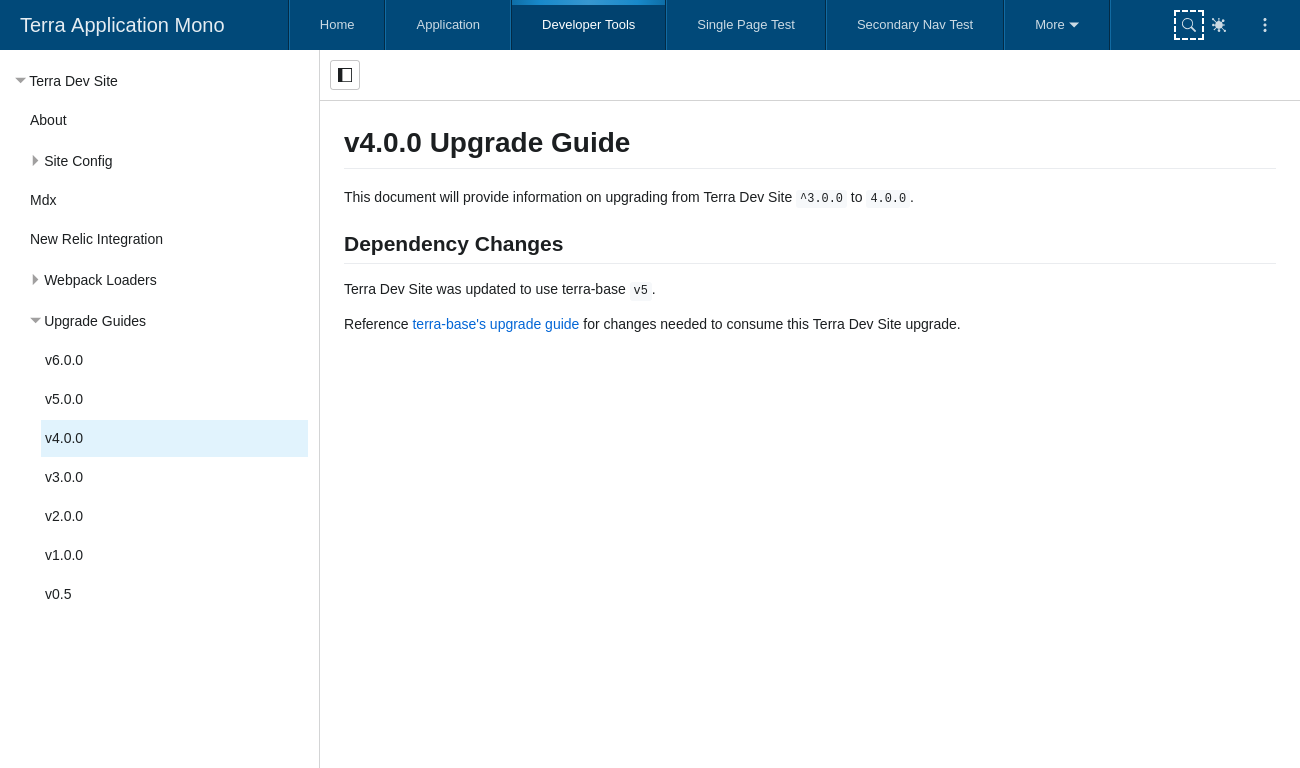 Terra Application Mono
Home
Application
Developer Tools
Single Page Test
Secondary Nav Test
More
Terra Dev Site
About
Site Config
Mdx
New Relic Integration
Webpack Loaders
Upgrade Guides
v6.0.0
v5.0.0
v4.0.0
v3.0.0
v2.0.0
v1.0.0
v0.5
v4.0.0 Upgrade Guide
This document will provide information on upgrading from Terra Dev Site ^3.0.0 to 4.0.0.
Dependency Changes
Terra Dev Site was updated to use terra-base v5.
Reference terra-base's upgrade guide for changes needed to consume this Terra Dev Site upgrade.